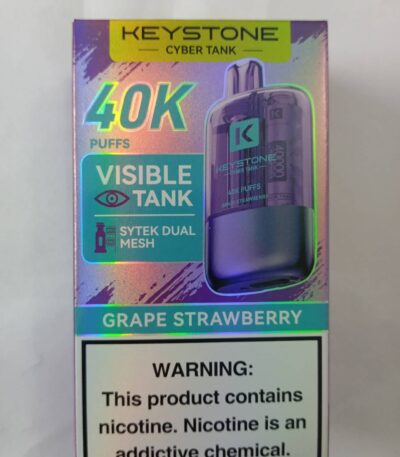 KEYSTONE
CYBER TANK
40K
PUFFS
VISIBLE
TANK
SYTEK DUAL
MESH
K
KEYSTONE
CYBER TANK
40K PUFFS
GRAPE STRAWBERRY
40000
GRAPE STRAWBERRY
WARNING:
This product contains
nicotine. Nicotine is an
addictive chemical.